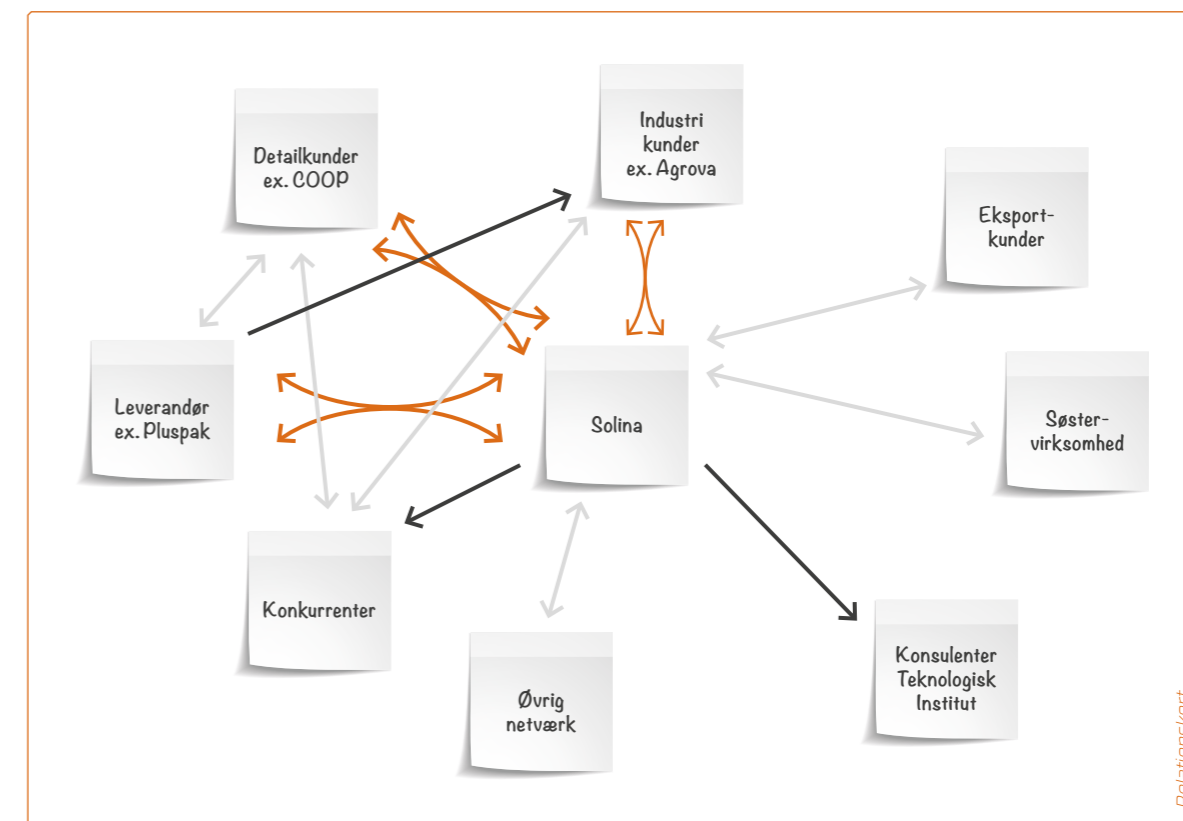 Detailkunder
ex. COOP
Industri
kunder
ex. Agrova
Eksport-
kunder
Leverandør
ex. Pluspak
Solina
Søster-
virksomhed
Konkurrenter
Øvrig
netværk
Konsulenter
Teknologisk
Institut
Relationskort